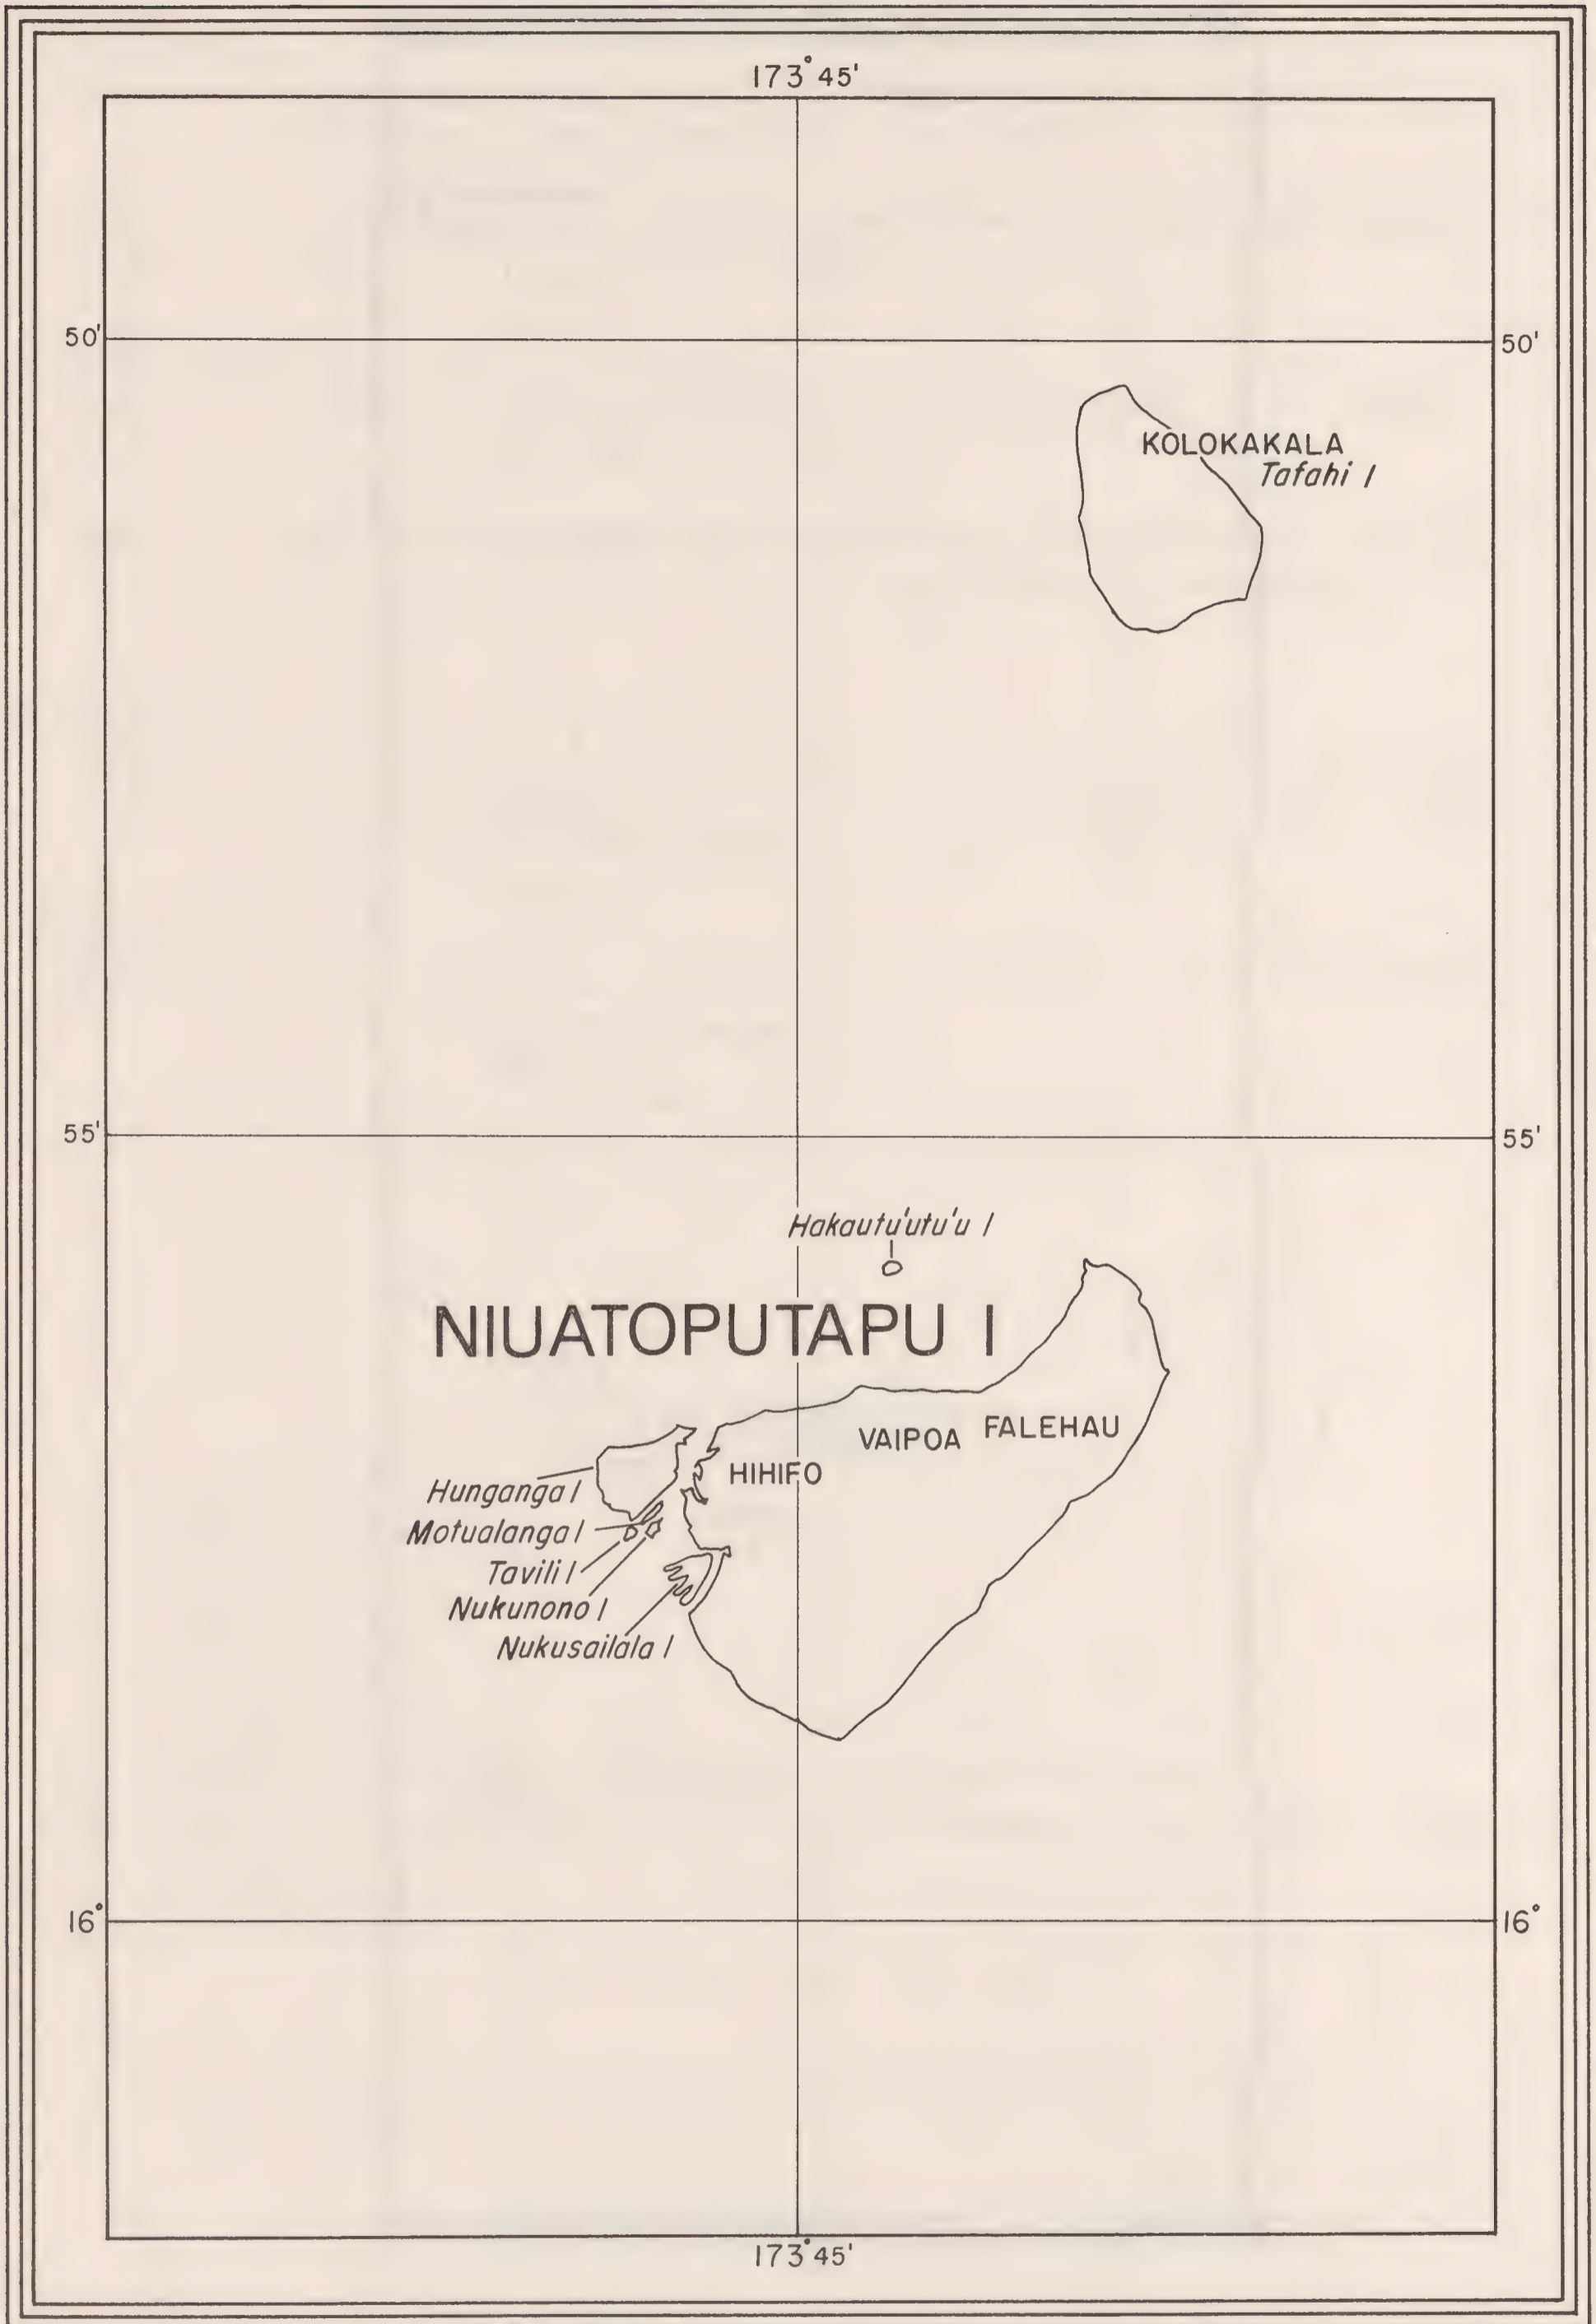 173°45'
50'
50'
KOLOKAKALA
Tafahi I
55'
55'
Hakautu'utu'u I
NIUATOPUTAPU I
FALEHAU
VAIPOA
HIHIFO
Hunganga I
Motualanga I
Tavili I
Nukunono I
Nukusailala I
16°
16°
173°45'